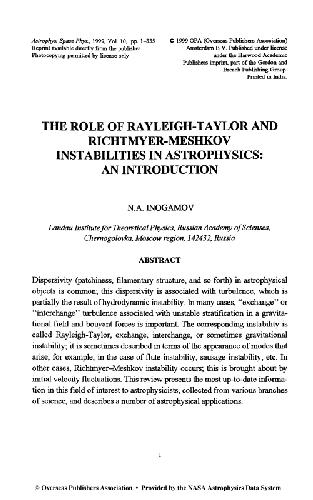 Astrophys. Space Phys., 1999, Vol. 10, pp. 1–335
Reprint available directly from the publisher
Photocopying permitted by license only
© 1999 OPA (Overseas Publishers Association)
Amsterdam B.V. Published under license
under the Harwood Academic
Publishers imprint, part of the Gordon and
Breach Publishing Group.
Printed in India.
THE ROLE OF RAYLEIGH-TAYLOR AND
RICHTMYER-MESHKOV
INSTABILITIES IN ASTROPHYSICS:
AN INTRODUCTION
N.A. INOGAMOV
Landau Institute for Theoretical Physics, Russian Academy of Sciences,
Chernogolovka, Moscow region, 142432, Russia
ABSTRACT
Dispersity (patchiness, filamentary structure, and so forth) in astrophysical
objects is common, this dispersivity is associated with turbulence, which is
partially the result of hydrodynamic instability. In many cases, "exchange" or
"interchange" turbulence associated with unstable stratification in a gravita-
tional field and bouyant forces is important. The corresponding instability is
called Rayleigh-Taylor, exchange, interchange, or sometimes gravitational
instability; it is sometimes described in terms of the appearance of modes that
arise, for example, in the case of flute instability, sausage instability, etc. In
other cases, Richtmyer–Meshkov instability occurs; this is brought about by
initial velocity fluctuations. This review presents the most up-to-date informa-
tion in this field of interest to astrophysicists, collected from various branches
of science, and describes a number of astrophysical applications.
1
© Overseas Publishers Association • Provided by the NASA Astrophysics Data System